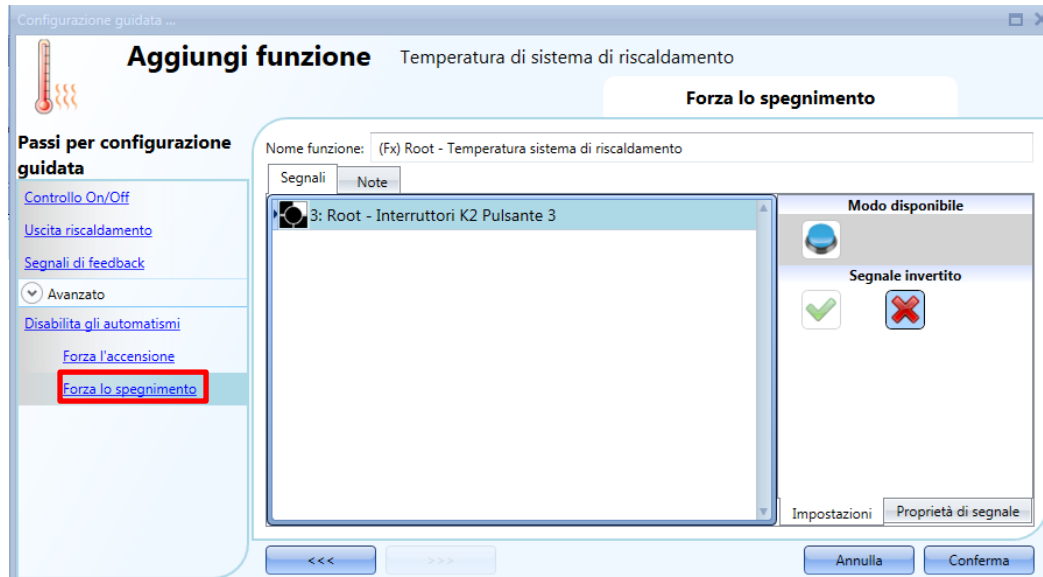 Configurazione guidata ...
Aggiungi funzione Temperatura di sistema di riscaldamento
Forza lo spegnimento
Passi per configurazione
guidata
Controllo On/Off
Uscita riscaldamento
Segnali di feedback
Avanzato
Disabilita gli automatismi
Forza l'accensione
Forza lo spegnimento
Nome funzione: (Fx) Root - Temperatura sistema di riscaldamento
Segnali Note
3: Root - Interruttori K2 Pulsante 3
Modo disponibile
Segnale invertito
Impostazioni Proprietà di segnale
<<< >>> Annulla Conferma